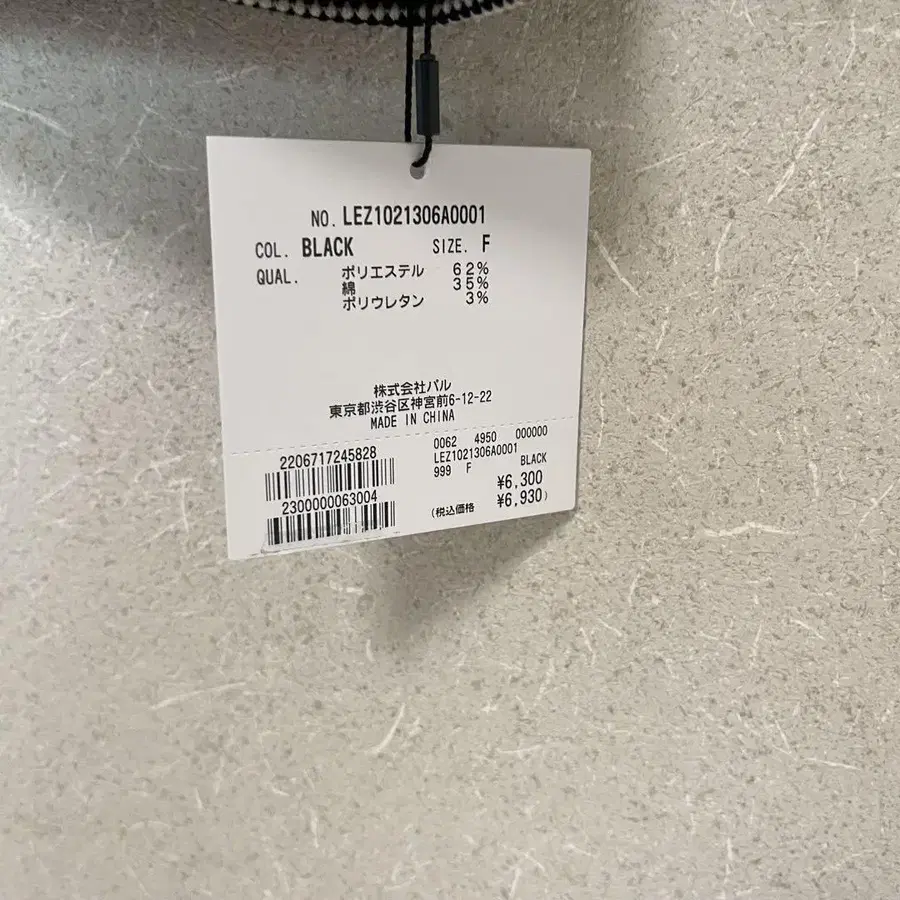 NO. LEZ1021306A0001
COL. BLACK SIZE. F
QUAL. ポリエステル 62%
綿 35%
ポリウレタン 3%
株式会社パル
東京都渋谷区神宮前6-12-22
MADE IN CHINA
2206717245828
2300000063004
0062 4950 000000
LEZ1021306A0001
999 F BLACK
¥6,300
(税込価格 ¥6,930)